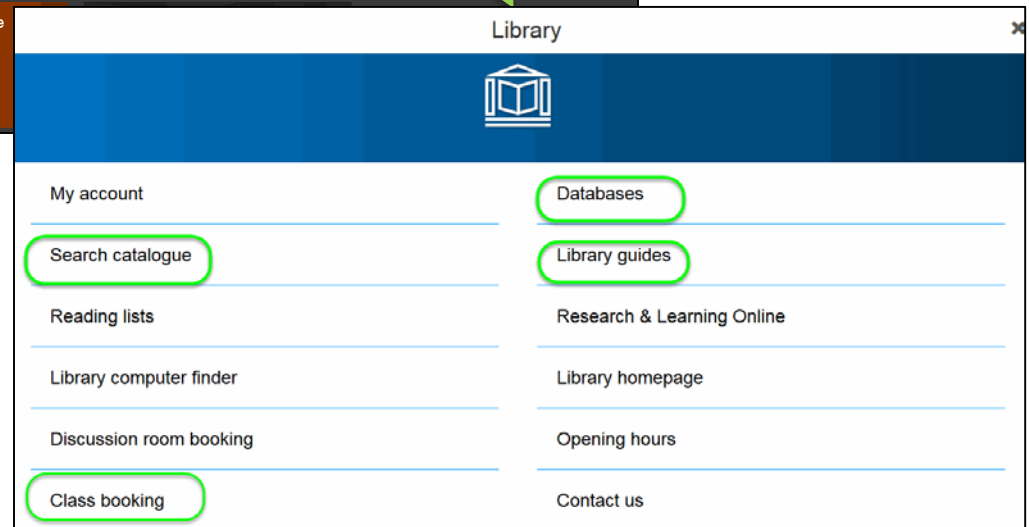 Library
My account
Databases
Search catalogue
Library guides
Reading lists
Research & Learning Online
Library computer finder
Library homepage
Discussion room booking
Opening hours
Class booking
Contact us